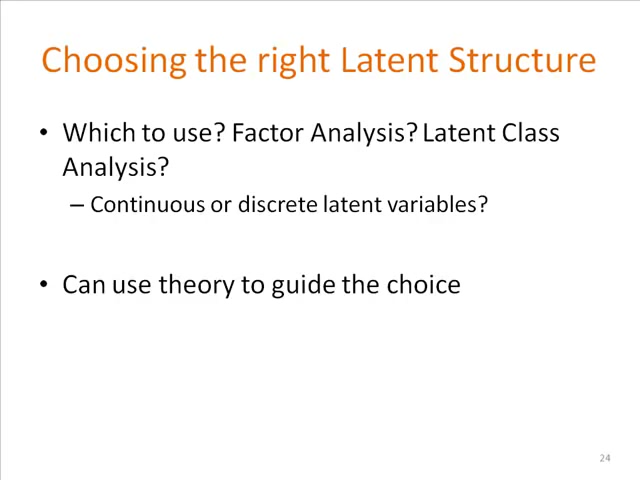 Choosing the right Latent Structure
• Which to use? Factor Analysis? Latent Class
Analysis?
– Continuous or discrete latent variables?
• Can use theory to guide the choice
24